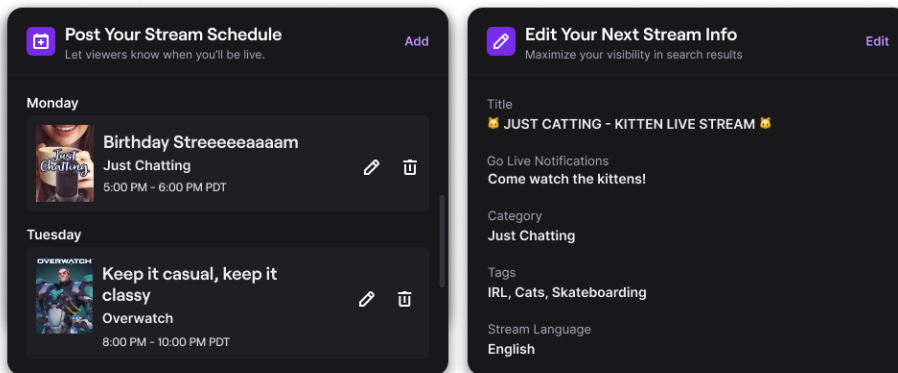 Post Your Stream Schedule
Let viewers know when you'll be live.
Add
Monday
Just Chatting
Birthday Streeeeeaaaam
Just Chatting
5:00 PM - 6:00 PM PDT
Tuesday
OVERWATCH
Keep it casual, keep it
classy
Overwatch
8:00 PM - 10:00 PM PDT
Edit Your Next Stream Info
Maximize your visibility in search results
Edit
Title
🐱 JUST CATTING - KITTEN LIVE STREAM 🐱
Go Live Notifications
Come watch the kittens!
Category
Just Chatting
Tags
IRL, Cats, Skateboarding
Stream Language
English